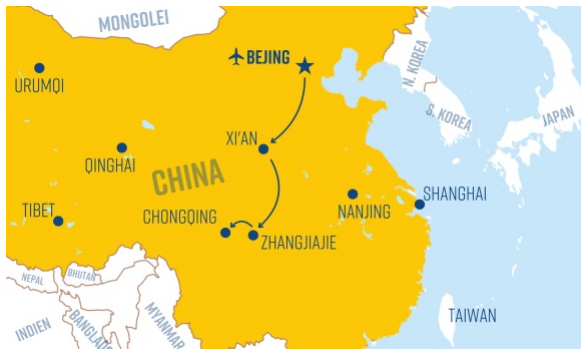 MONGOLEI
BEJING
N. KOREA
URUMQI
S. KOREA
JAPAN
XI'AN
QINGHAI
CHINA
SHANGHAI
TIBET
CHONGQING
NANJING
ZHANGJIAJIE
NEPAL
BHUTAN
INDIEN
BANGLAD
MYANMAR
TAIWAN